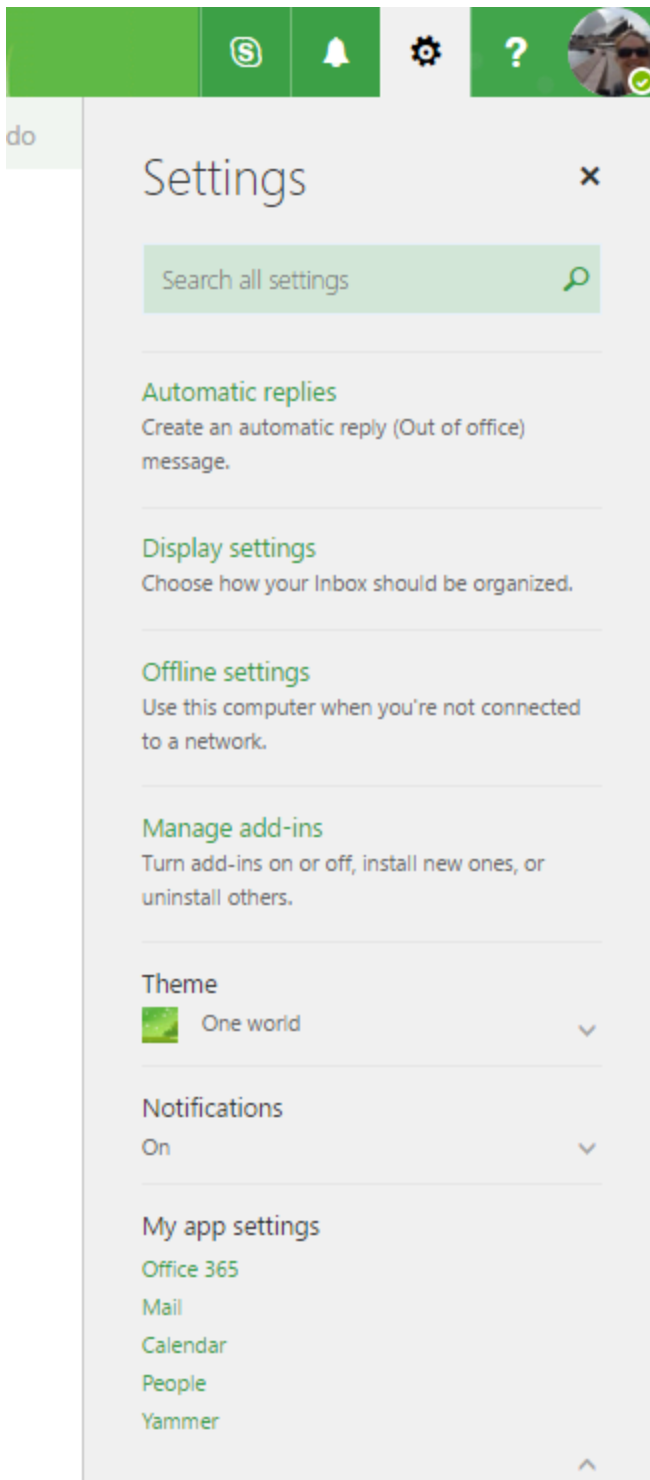 do
Settings
Search all settings
Automatic replies
Create an automatic reply (Out of office)
message.
Display settings
Choose how your Inbox should be organized.
Offline settings
Use this computer when you're not connected
to a network.
Manage add-ins
Turn add-ins on or off, install new ones, or
uninstall others.
Theme
One world
Notifications
On
My app settings
Office 365
Mail
Calendar
People
Yammer